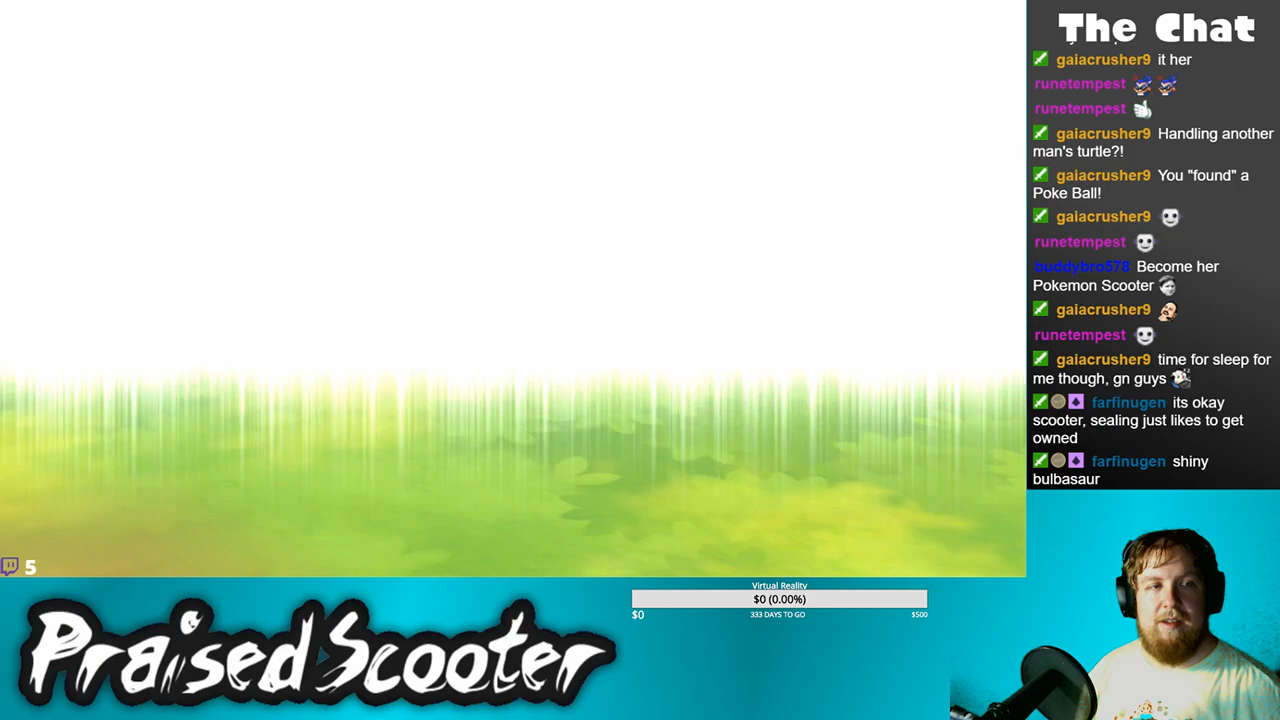 The Chat
gaiacrusher9 it her
runetempest
runetempest
gaiacrusher9 Handling another
man's turtle?!
gaiacrusher9 You "found" a
Poke Ball!
gaiacrusher9
runetempest
buddybro578 Become her
Pokemon Scooter
gaiacrusher9
runetempest
gaiacrusher9 time for sleep for
me though, gn guys
farfinugen its okay
scooter, sealing just likes to get
owned
farfinugen shiny
bulbasaur
5
Virtual Reality
$0 (0.00%)
$0 333 DAYS TO GO $500
PraisedScooter